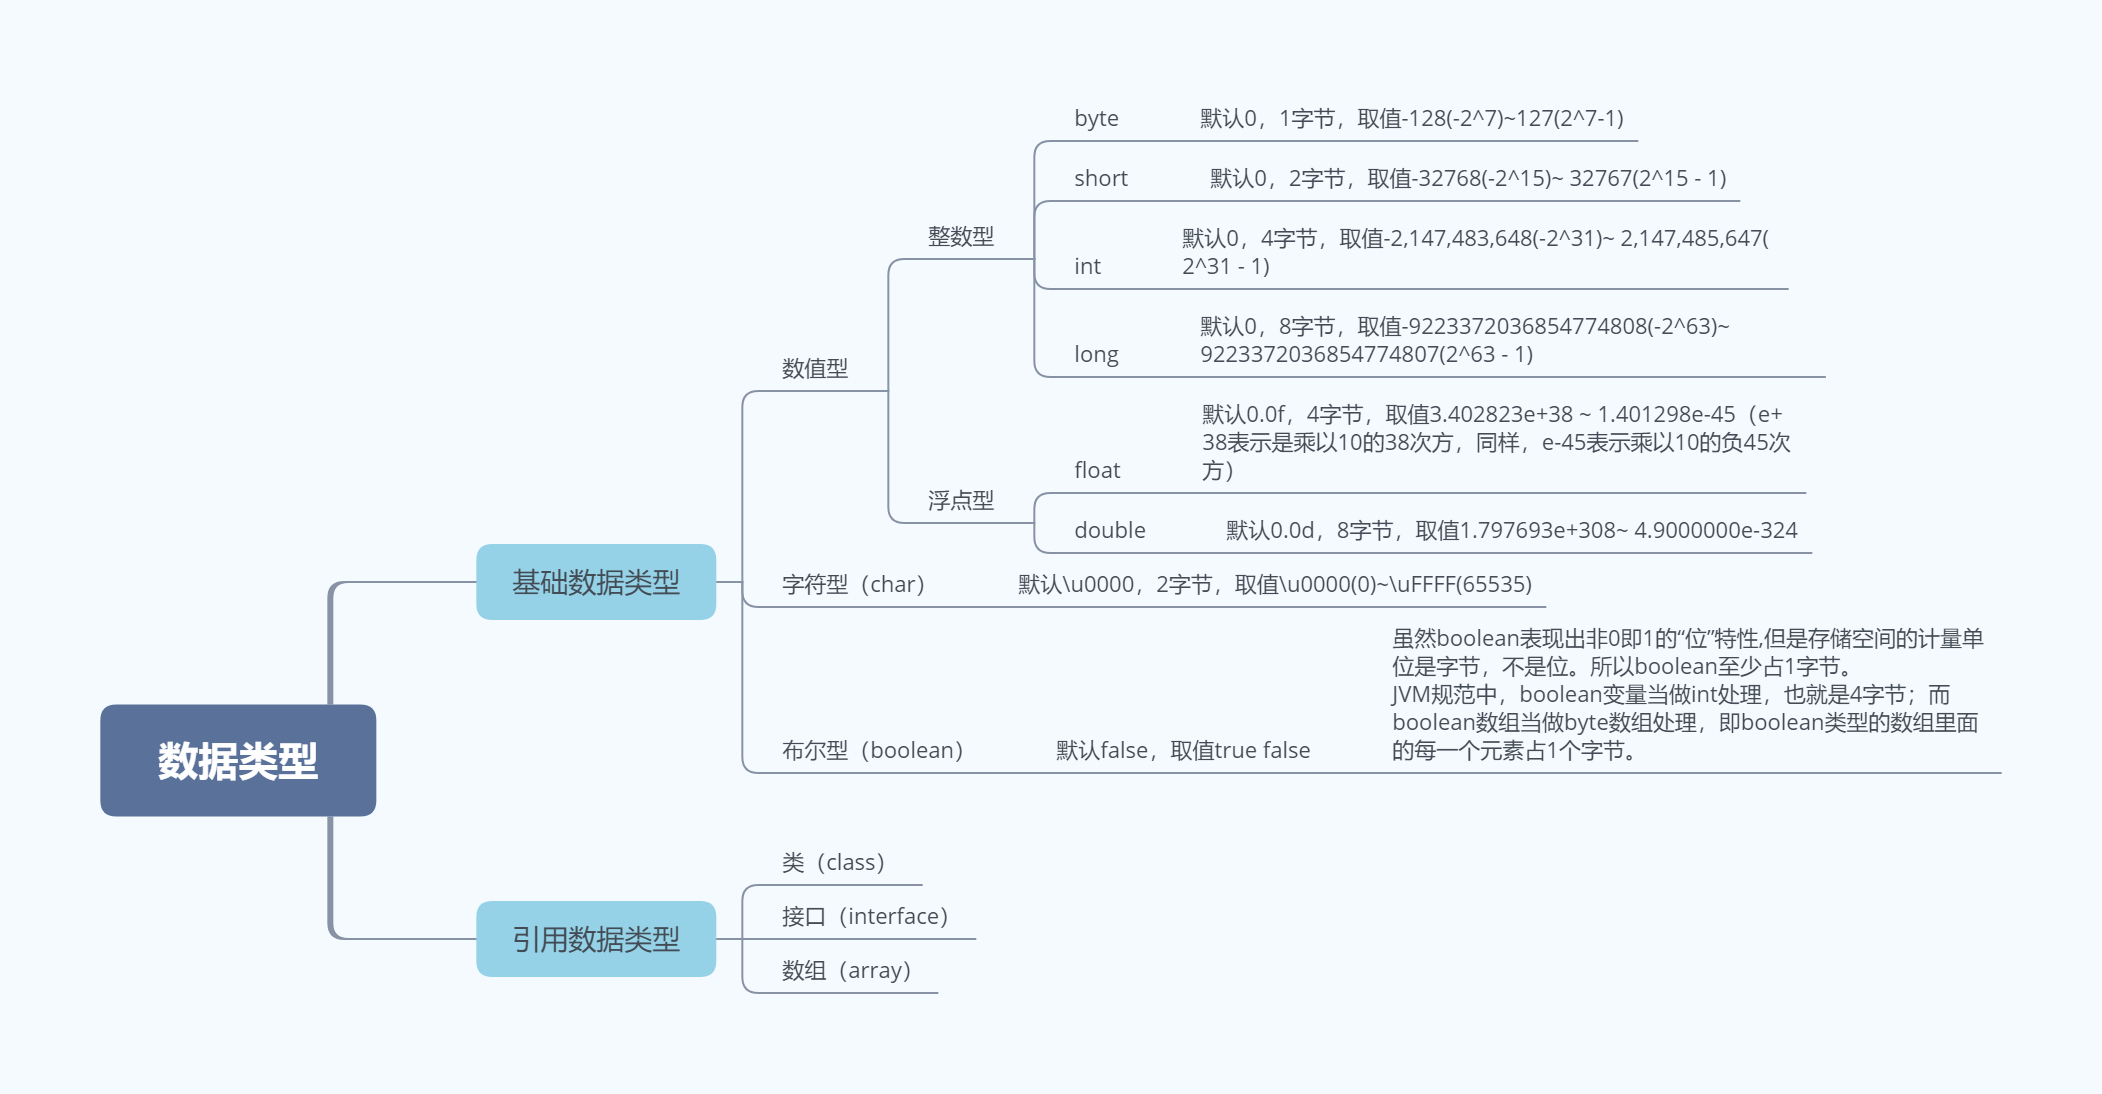 byte 默认0，1字节，取值-128(-2^7)~127(2^7-1)
short 默认0，2字节，取值-32768(-2^15)~ 32767(2^15 - 1)
整数型
默认0，4字节，取值-2,147,483,648(-2^31)~ 2,147,485,647(
int 2^31 - 1)
默认0，8字节，取值-9223372036854774808(-2^63)~
long 9223372036854774807(2^63 - 1)
数值型
默认0.0f，4字节，取值3.402823e+38 ~ 1.401298e-45（e+
38表示是乘以10的38次方，同样，e-45表示乘以10的负45次
float 方）
浮点型
double 默认0.0d，8字节，取值1.797693e+308~ 4.9000000e-324
基础数据类型
字符型（char） 默认\u0000，2字节，取值\u0000(0)~\uFFFF(65535)
虽然boolean表现出非0即1的“位”特性,但是存储空间的计量单
位是字节，不是位。所以boolean至少占1字节。
JVM规范中，boolean变量当做int处理，也就是4字节；而
boolean数组当做byte数组处理，即boolean类型的数组里面
布尔型（boolean） 默认false，取值true false 的每一个元素占1个字节。
数据类型
类（class）
接口（interface）
引用数据类型
数组（array）